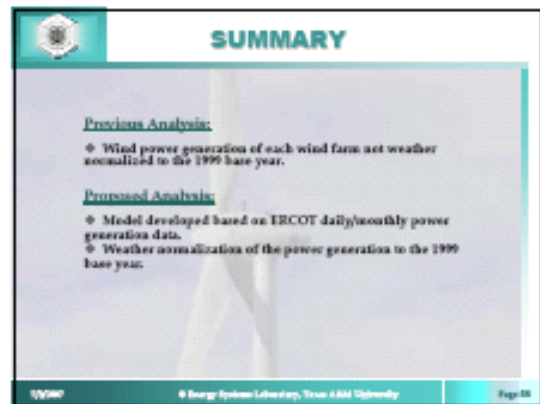 SUMMARY
Previous Analysis:
Wind power generation of each wind farm not weather
normalized to the 1999 base year.
Proposed Analysis:
Model developed based on ERCOT daily/monthly power
generation data.
Weather normalization of the power generation to the 1999
base year.
© Energy Systems Laboratory, Texas A&M University
Page